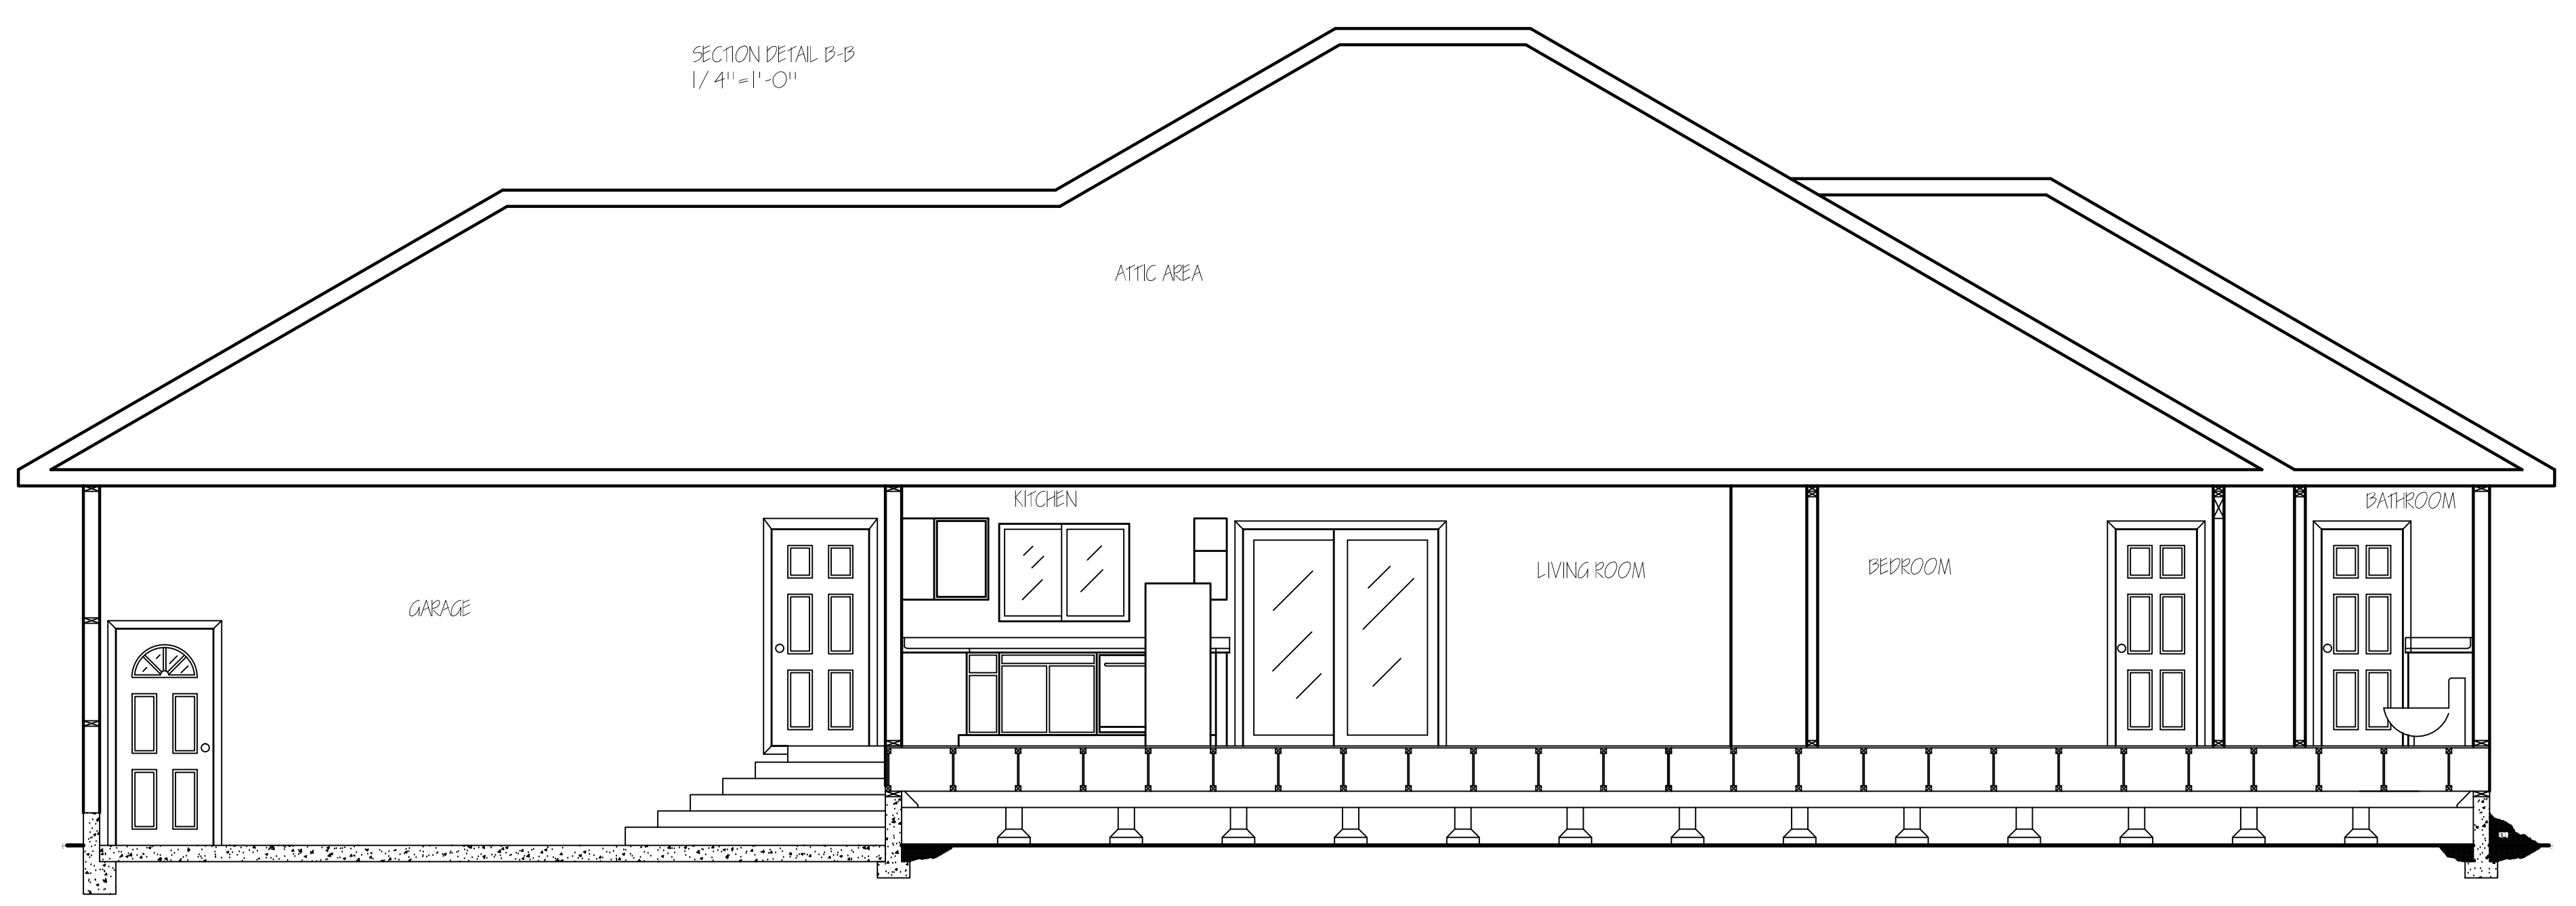 SECTION DETAIL B-B
1/4"=1'-0"
ATTIC AREA
KITCHEN
BATHROOM
LIVING ROOM
BEDROOM
GARAGE